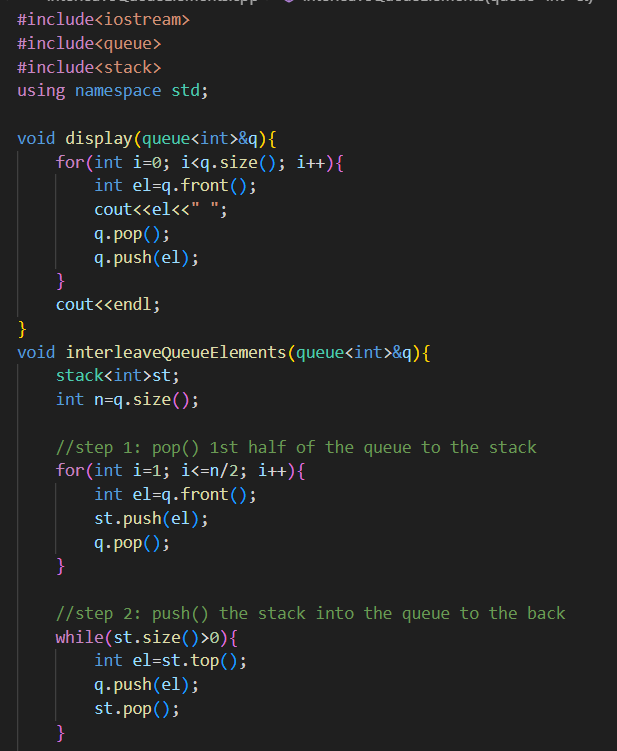 #include<iostream>
#include<queue>
#include<stack>
using namespace std;

void display(queue<int>&q){
    for(int i=0; i<q.size(); i++){
        int el=q.front();
        cout<<el<<" ";
        q.pop();
        q.push(el);
    }
    cout<<endl;
}
void interleaveQueueElements(queue<int>&q){
    stack<int>st;
    int n=q.size();

    //step 1: pop() 1st half of the queue to the stack
    for(int i=1; i<=n/2; i++){
        int el=q.front();
        st.push(el);
        q.pop();
    }

    //step 2: push() the stack into the queue to the back
    while(st.size()>0){
        int el=st.top();
        q.push(el);
        st.pop();
    }